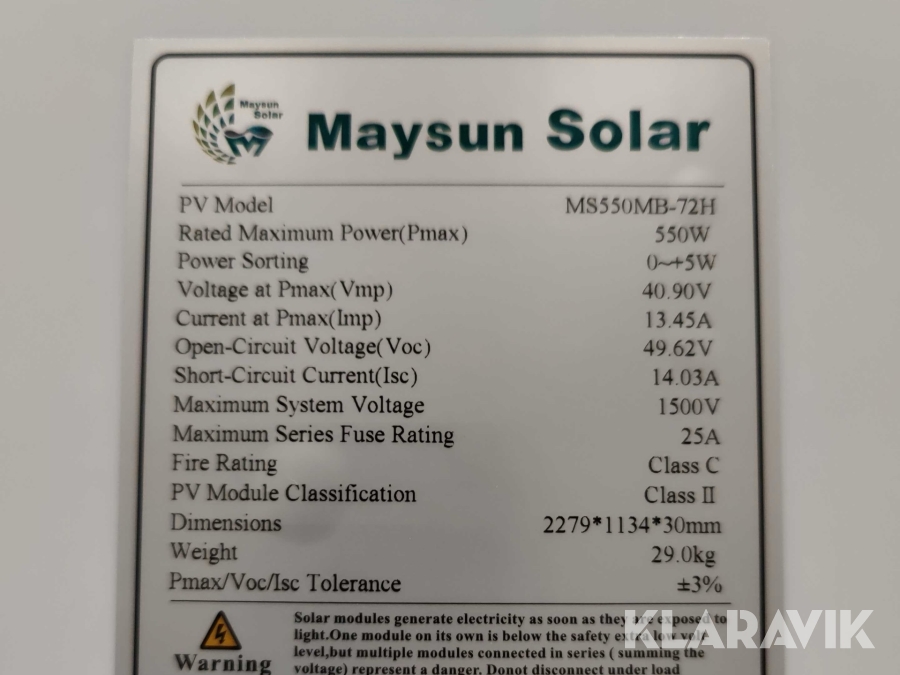 Maysun
Solar
Maysun Solar
PV Model MS550MB-72H
Rated Maximum Power(Pmax) 550W
Power Sorting 0~+5W
Voltage at Pmax(Vmp) 40.90V
Current at Pmax(Imp) 13.45A
Open-Circuit Voltage(Voc) 49.62V
Short-Circuit Current(Isc) 14.03A
Maximum System Voltage 1500V
Maximum Series Fuse Rating 25A
Fire Rating Class C
PV Module Classification Class II
Dimensions 2279*1134*30mm
Weight 29.0kg
Pmax/Voc/Isc Tolerance ±3%
Warning
Solar modules generate electricity as soon as they are exposed to
light.One module on its own is below the safety extra low volt
level,but multiple modules connected in series ( summing the
voltage) represent a danger. Donot disconnect under load
KLARAVIK